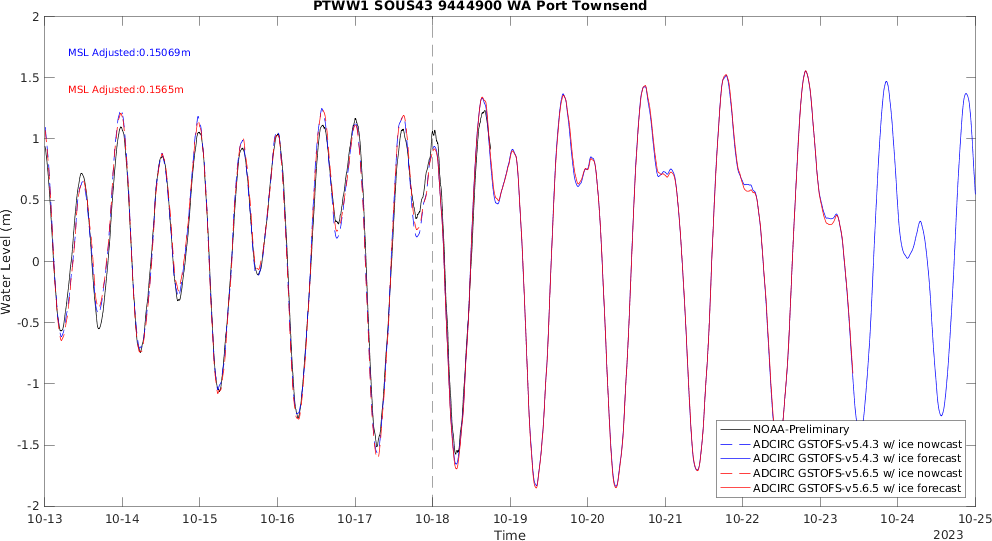 PTWW1 SOUS43 9444900 WA Port Townsend
MSL Adjusted:0.15069m
MSL Adjusted:0.1565m
Water Level (m)
2
1.5
1
0.5
0
-0.5
-1
-1.5
-2
NOAA-Preliminary
ADCIRC GSTOFS-v5.4.3 w/ ice nowcast
ADCIRC GSTOFS-v5.4.3 w/ ice forecast
ADCIRC GSTOFS-v5.6.5 w/ ice nowcast
ADCIRC GSTOFS-v5.6.5 w/ ice forecast
10-13 10-14 10-15 10-16 10-17 10-18 10-19 10-20 10-21 10-22 10-23 10-24 10-25
Time
2023